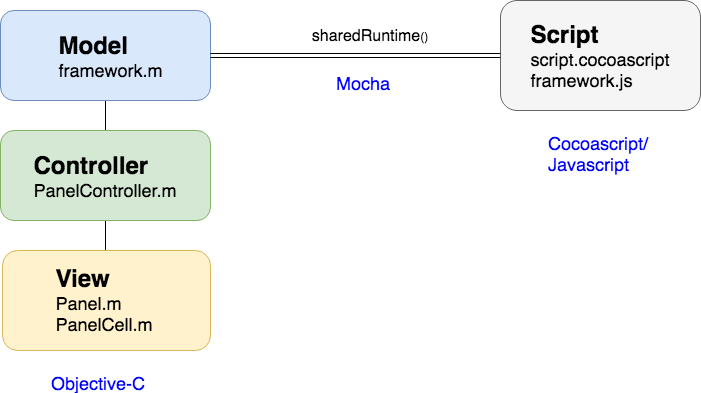 Model
framework.m
sharedRuntime()
Mocha
Script
script.cocoascript
framework.js
Cocoascript/
Javascript
Controller
PanelController.m
View
Panel.m
PanelCell.m
Objective-C